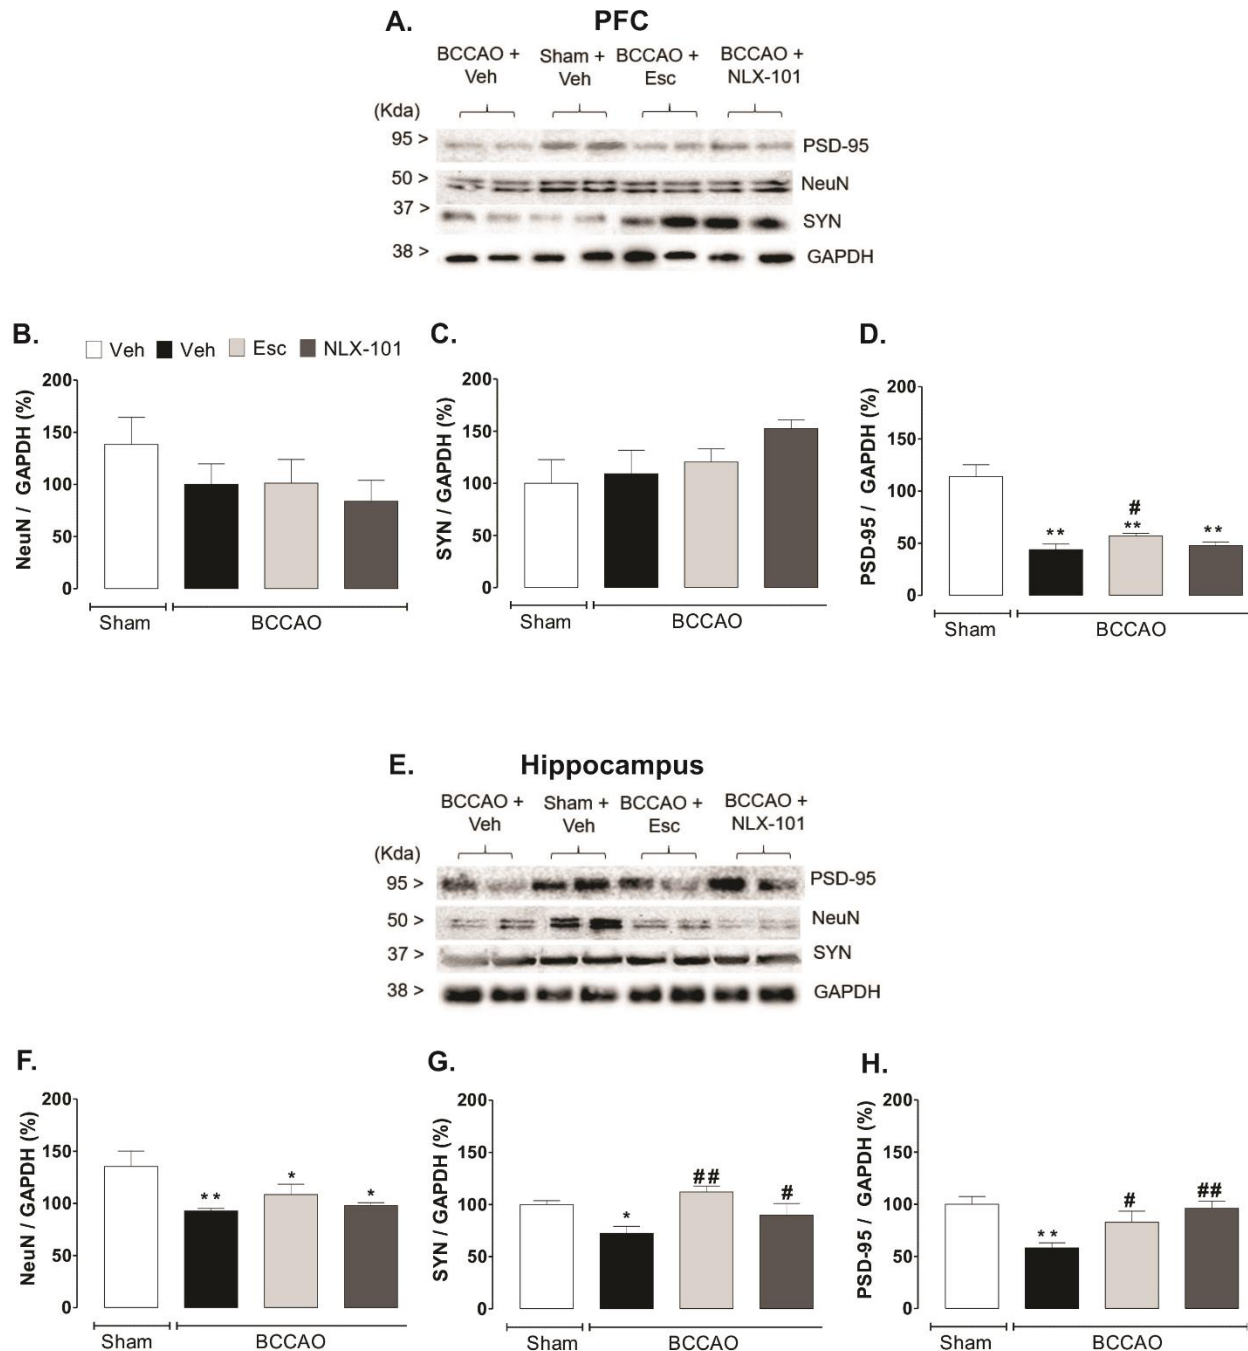 A. PFC
BCCAO + Sham + BCCAO + BCCAO +
Veh Veh Esc NLX-101
(Kda)
95 > PSD-95
50 > NeuN
37 > SYN
38 > GAPDH
B. C. D.
Veh Veh Esc NLX-101
NeuN / GAPDH (%)
200
150
100
50
0
Sham BCCAO
SYN / GAPDH (%)
200
150
100
50
0
Sham BCCAO
PSD-95 / GAPDH (%)
200
150
100
50
0
**
#
**
**
Sham BCCAO
E. Hippocampus
BCCAO + Sham + BCCAO + BCCAO +
Veh Veh Esc NLX-101
(Kda)
95 > PSD-95
50 > NeuN
37 > SYN
38 > GAPDH
F. G. H.
NeuN / GAPDH (%)
200
150
100
50
0
**
*
*
Sham BCCAO
SYN / GAPDH (%)
200
150
100
50
0
*
##
#
Sham BCCAO
PSD-95 / GAPDH (%)
200
150
100
50
0
**
#
##
Sham BCCAO